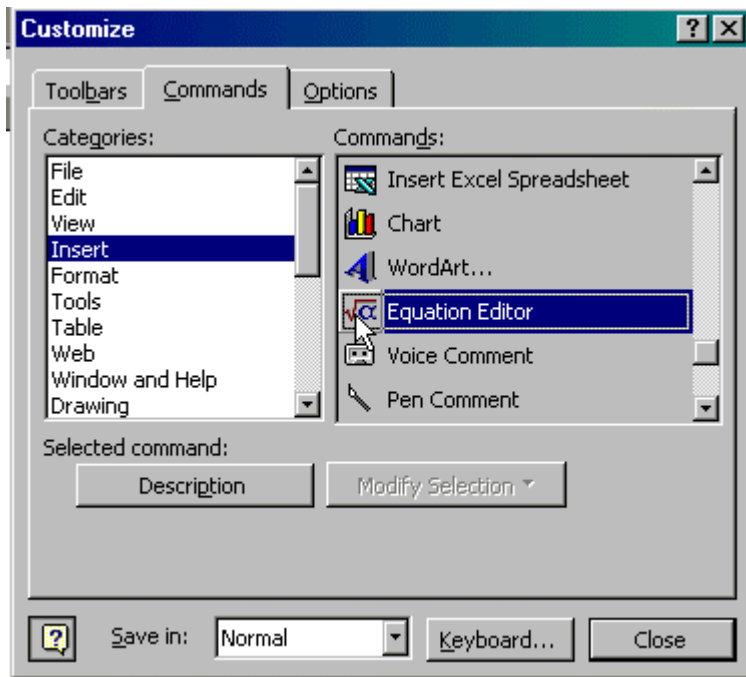 Customize
Toolbars Commands Options
Categories: Commands:
File
Edit
View
Insert
Format
Tools
Table
Web
Window and Help
Drawing
Insert Excel Spreadsheet
Chart
WordArt...
Equation Editor
Voice Comment
Pen Comment
Selected command:
Description Modify Selection
Save in: Normal Keyboard... Close